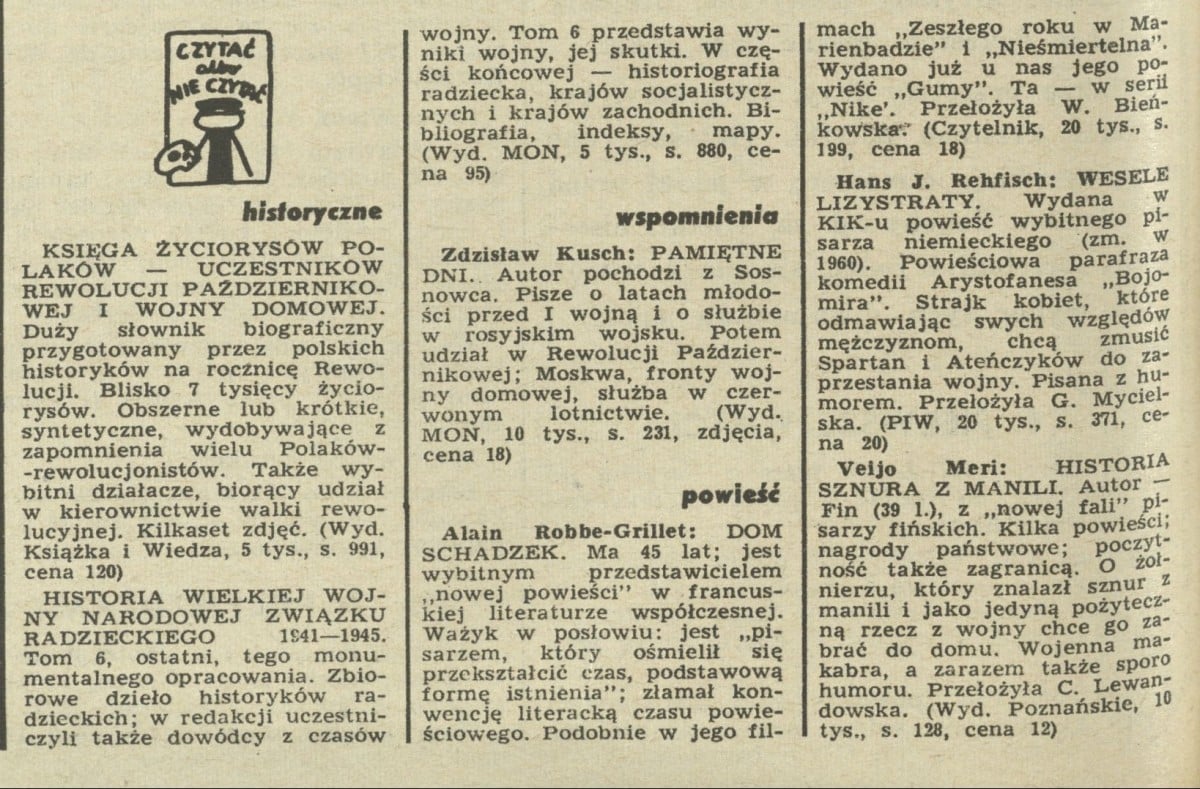 CZYTAĆ
albo
NIE CZYTAĆ
historyczne
KSIĘGA ŻYCIORYSÓW PO-
LAKÓW — UCZESTNIKÓW
REWOLUCJI PAŹDZIERNIKO-
WEJ I WOJNY DOMOWEJ.
Duży słownik biograficzny
przygotowany przez polskich
historyków na rocznicę Rewo-
lucji. Blisko 7 tysięcy życio-
rysów. Obszerne lub krótkie,
syntetyczne, wydobywające z
zapomnienia wielu Polaków-
-rewolucjonistów. Także wy-
bitni działacze, biorący udział
w kierownictwie walki rewo-
lucyjnej. Kilkaset zdjęć. (Wyd.
Książka i Wiedza, 5 tys., s. 991,
cena 120)
HISTORIA WIELKIEJ WOJ-
NY NARODOWEJ ZWIĄZKU
RADZIECKIEGO 1941—1945.
Tom 6, ostatni, tego monu-
mentalnego opracowania. Zbio-
rowe dzieło historyków ra-
dzieckich; w redakcji uczestni-
czyli także dowódcy z czasów
wojny. Tom 6 przedstawia wy-
niki wojny, jej skutki. W czę-
ści końcowej — historiografia
radziecka, krajów socjalistycz-
nych i krajów zachodnich. Bi-
bliografia, indeksy, mapy.
(Wyd. MON, 5 tys., s. 880, ce-
na 95)
wspomnienia
Zdzisław Kusch: PAMIĘTNE
DNI. Autor pochodzi z Sos-
nowca. Pisze o latach młodo-
ści przed I wojną i o służbie
w rosyjskim wojsku. Potem
udział w Rewolucji Paździer-
nikowej; Moskwa, fronty woj-
ny domowej, służba w czer-
wonym lotnictwie. (Wyd.
MON, 10 tys., s. 231, zdjęcia,
cena 18)
powieść
Alain Robbe-Grillet: DOM
SCHADZEK. Ma 45 lat; jest
wybitnym przedstawicielem
„nowej powieści” w francus-
kiej literaturze współczesnej.
Ważyk w posłowiu: jest „pi-
sarzem, który ośmielił się
przekształcić czas, podstawową
formę istnienia”; złamał kon-
wencję literacką czasu powie-
ściowego. Podobnie w jego fil-
mach „Zeszłego roku w Ma-
rienbadzie” i „Nieśmiertelna”.
Wydano już u nas jego po-
wieść „Gumy”. Ta — w serii
„Nike’. Przełożyła W. Bień-
kowska. (Czytelnik, 20 tys., s.
199, cena 18)
Hans J. Rehfisch: WESELE
LIZYSTRATY. Wydana w
KIK-u powieść wybitnego pi-
sarza niemieckiego (zm. w
1960). Powieściowa parafraza
komedii Arystofanesa „Bojo-
mira”. Strajk kobiet, które
odmawiając swych względów
mężczyznom, chcą zmusić
Spartan i Ateńczyków do za-
przestania wojny. Pisana z hu-
morem. Przełożyła G. Myciel-
ska. (PIW, 20 tys., s. 371, ce-
na 20)
Veijo Meri: HISTORIA
SZNURA Z MANILI. Autor —
Fin (39 l.), z „nowej fali” pi-
sarzy fińskich. Kilka powieści;
nagrody państwowe; poczyt-
ność także zagranicą. O żoł-
nierzu, który znalazł sznur z
manili i jako jedyną pożytecz-
ną rzecz z wojny chce go za-
brać do domu. Wojenna ma-
kabra, a zarazem także sporo
humoru. Przełożyła C. Lewan-
dowska. (Wyd. Poznańskie, 10
tys., s. 128, cena 12)